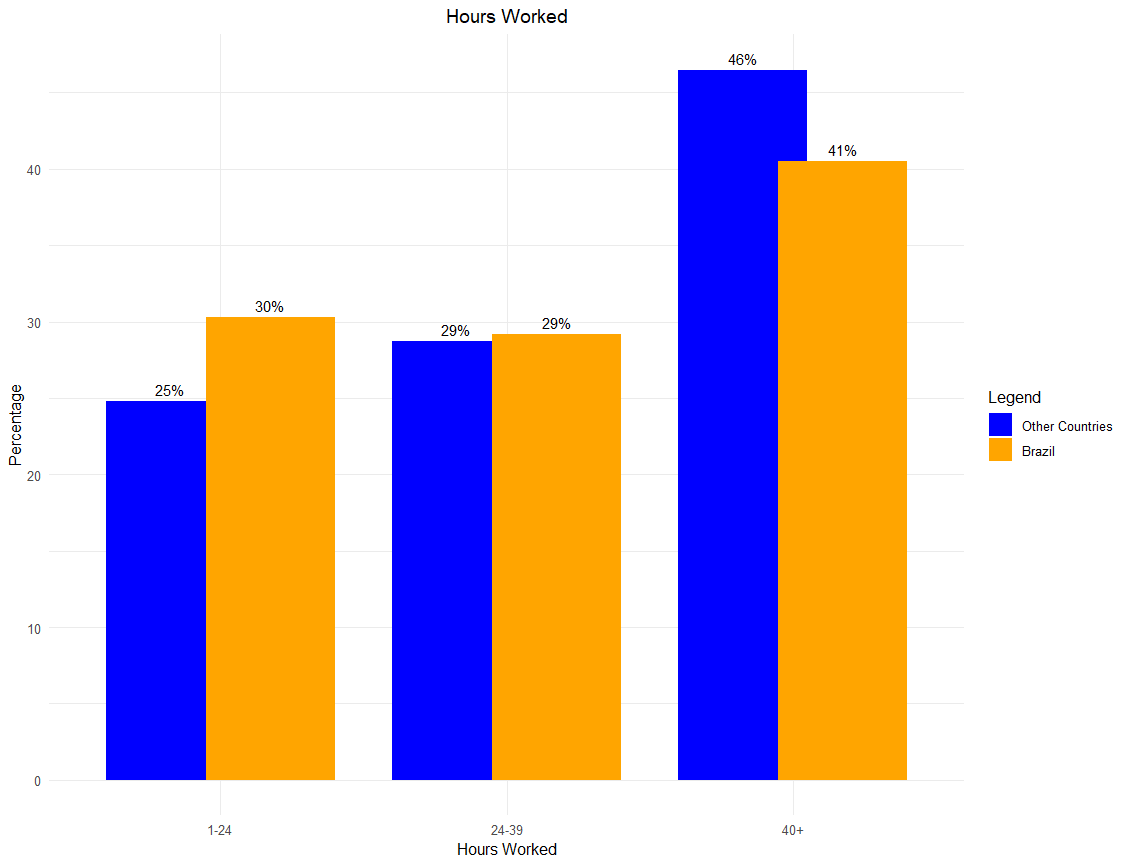 Hours Worked
46%
41%
40
30%
30
29%
29%
25%
Legend
Other Countries
Brazil
Percentage
20
10
0
1-24
24-39
40+
Hours Worked